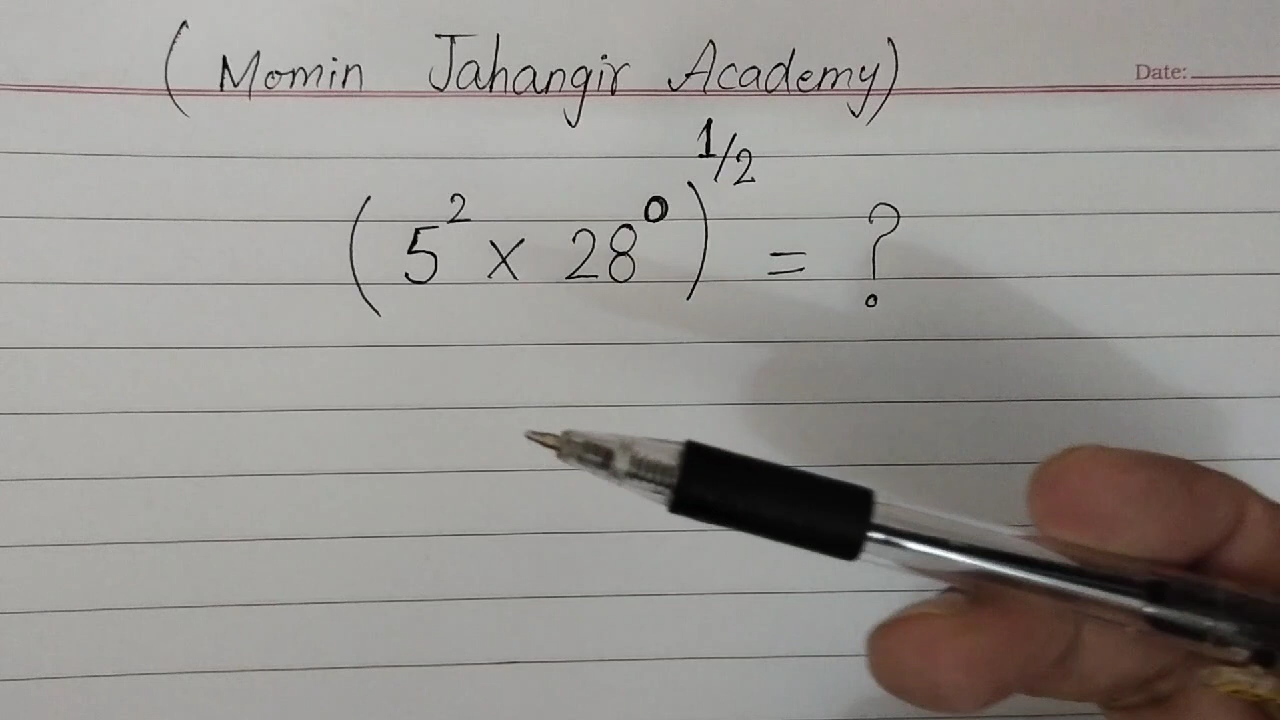 (Momin Jahangir Academy)
Date:
(5² × 28⁰)^1/2 = ?